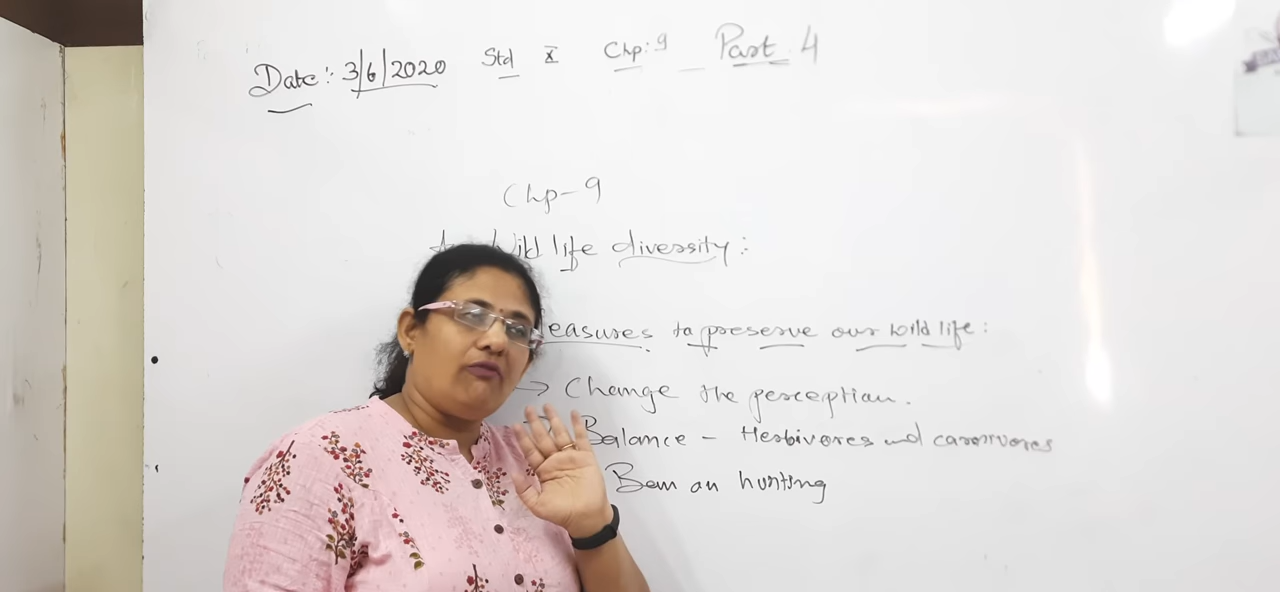 Date: 3/6/2020 Std X Chp: 9 Part 4
Chp-9
Wild life diversity:
easures to preserve our wild life:
→ Change the perception.
Balance - Herbivores and carnivores
Ban on hunting